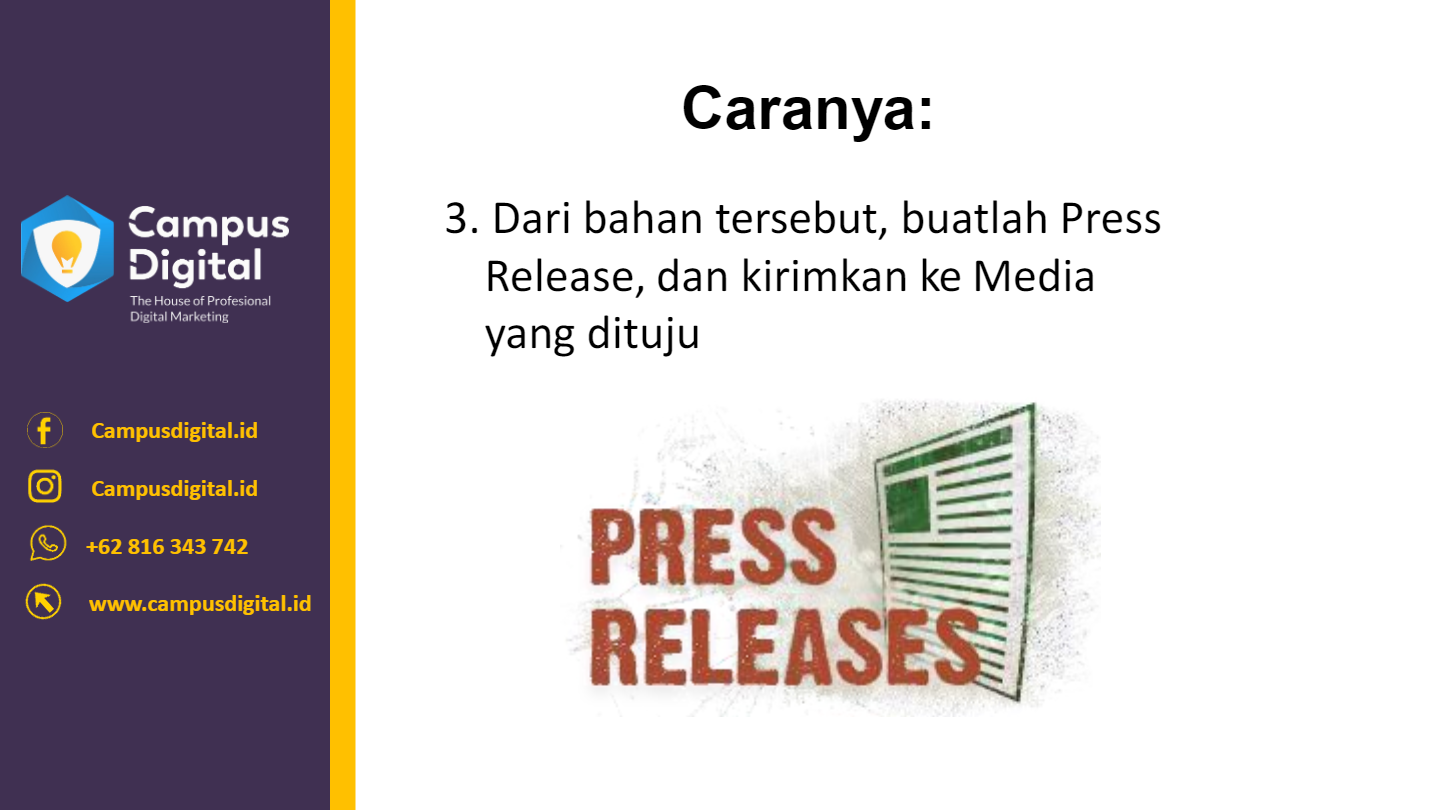 Campus
Digital
The House of Profesional
Digital Marketing
Campusdigital.id
Campusdigital.id
+62 816 343 742
www.campusdigital.id
Caranya:
3. Dari bahan tersebut, buatlah Press
Release, dan kirimkan ke Media
yang dituju
PRESS
RELEASES